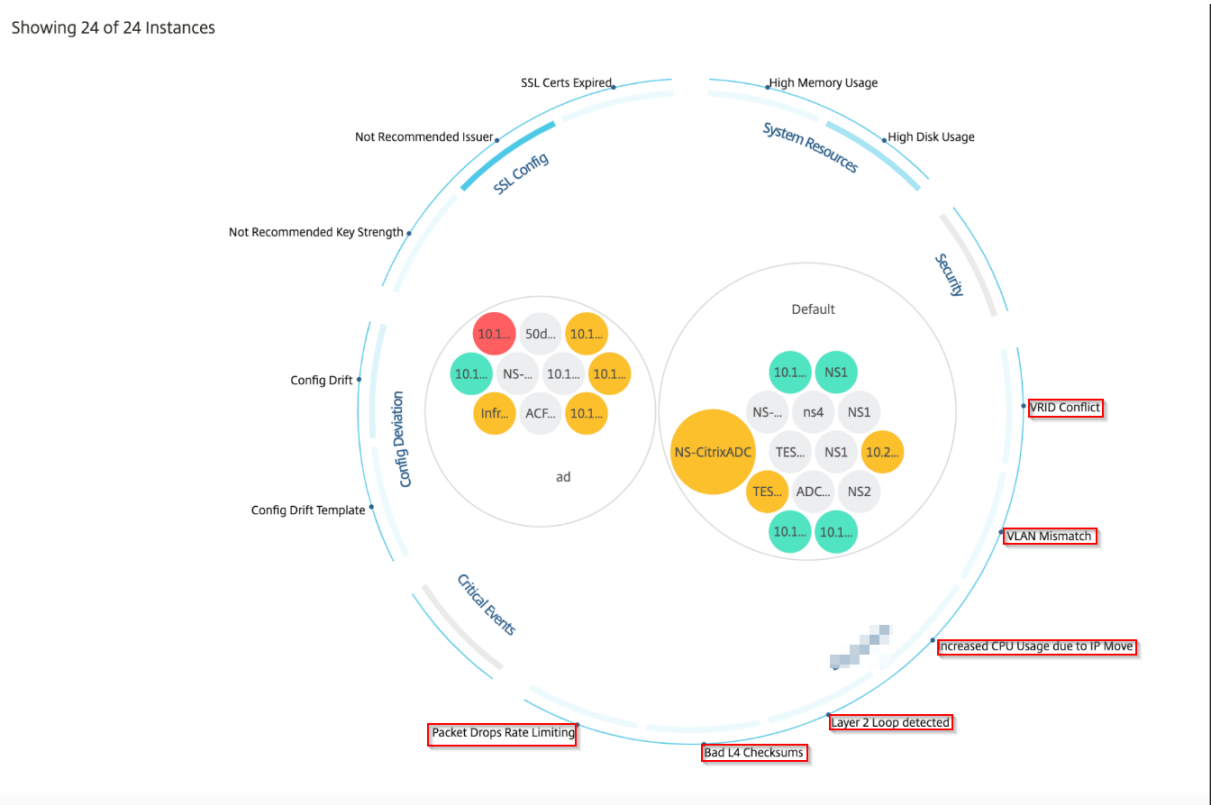 Showing 24 of 24 Instances
SSL Certs Expired
High Memory Usage
Not Recommended Issuer
High Disk Usage
System Resources
SSL Config
Not Recommended Key Strength
Security
Default
10.1...
50d...
10.1...
10.1...
NS-...
10.1...
10.1...
Infr...
ACF...
10.1...
ad
10.1...
NS1
NS-...
ns4
NS1
NS-CitrixADC
TES...
NS1
10.2...
TES...
ADC...
NS2
10.1...
10.1...
Config Drift
Config Deviation
VRID Conflict
Config Drift Template
VLAN Mismatch
Critical Events
Increased CPU Usage due to IP Move
Layer 2 Loop detected
Packet Drops Rate Limiting
Bad L4 Checksums